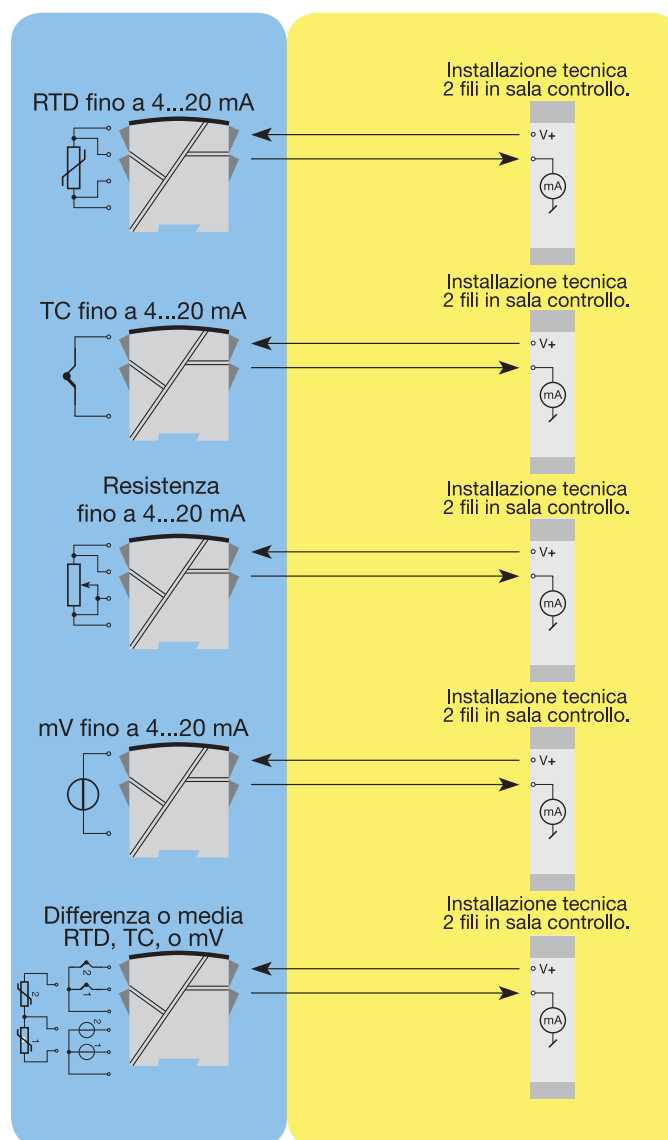 RTD fino a 4...20 mA
Installazione tecnica
2 fili in sala controllo.
V+
mA
TC fino a 4...20 mA
Installazione tecnica
2 fili in sala controllo.
V+
mA
Resistenza
fino a 4...20 mA
Installazione tecnica
2 fili in sala controllo.
V+
mA
mV fino a 4...20 mA
Installazione tecnica
2 fili in sala controllo.
V+
mA
Differenza o media
RTD, TC, o mV
2
1
2
1
2
1
Installazione tecnica
2 fili in sala controllo.
V+
mA